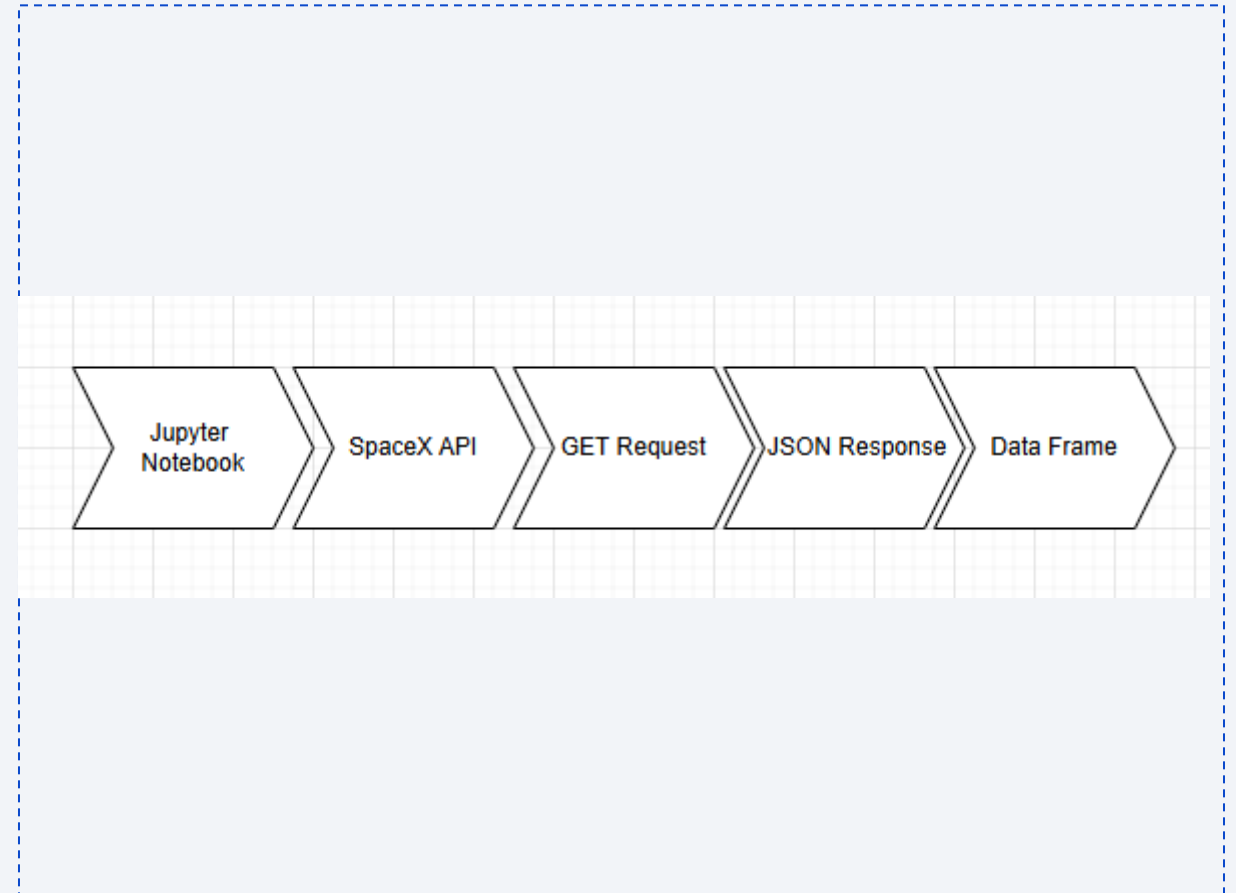 Jupyter
Notebook
SpaceX API
GET Request
JSON Response
Data Frame